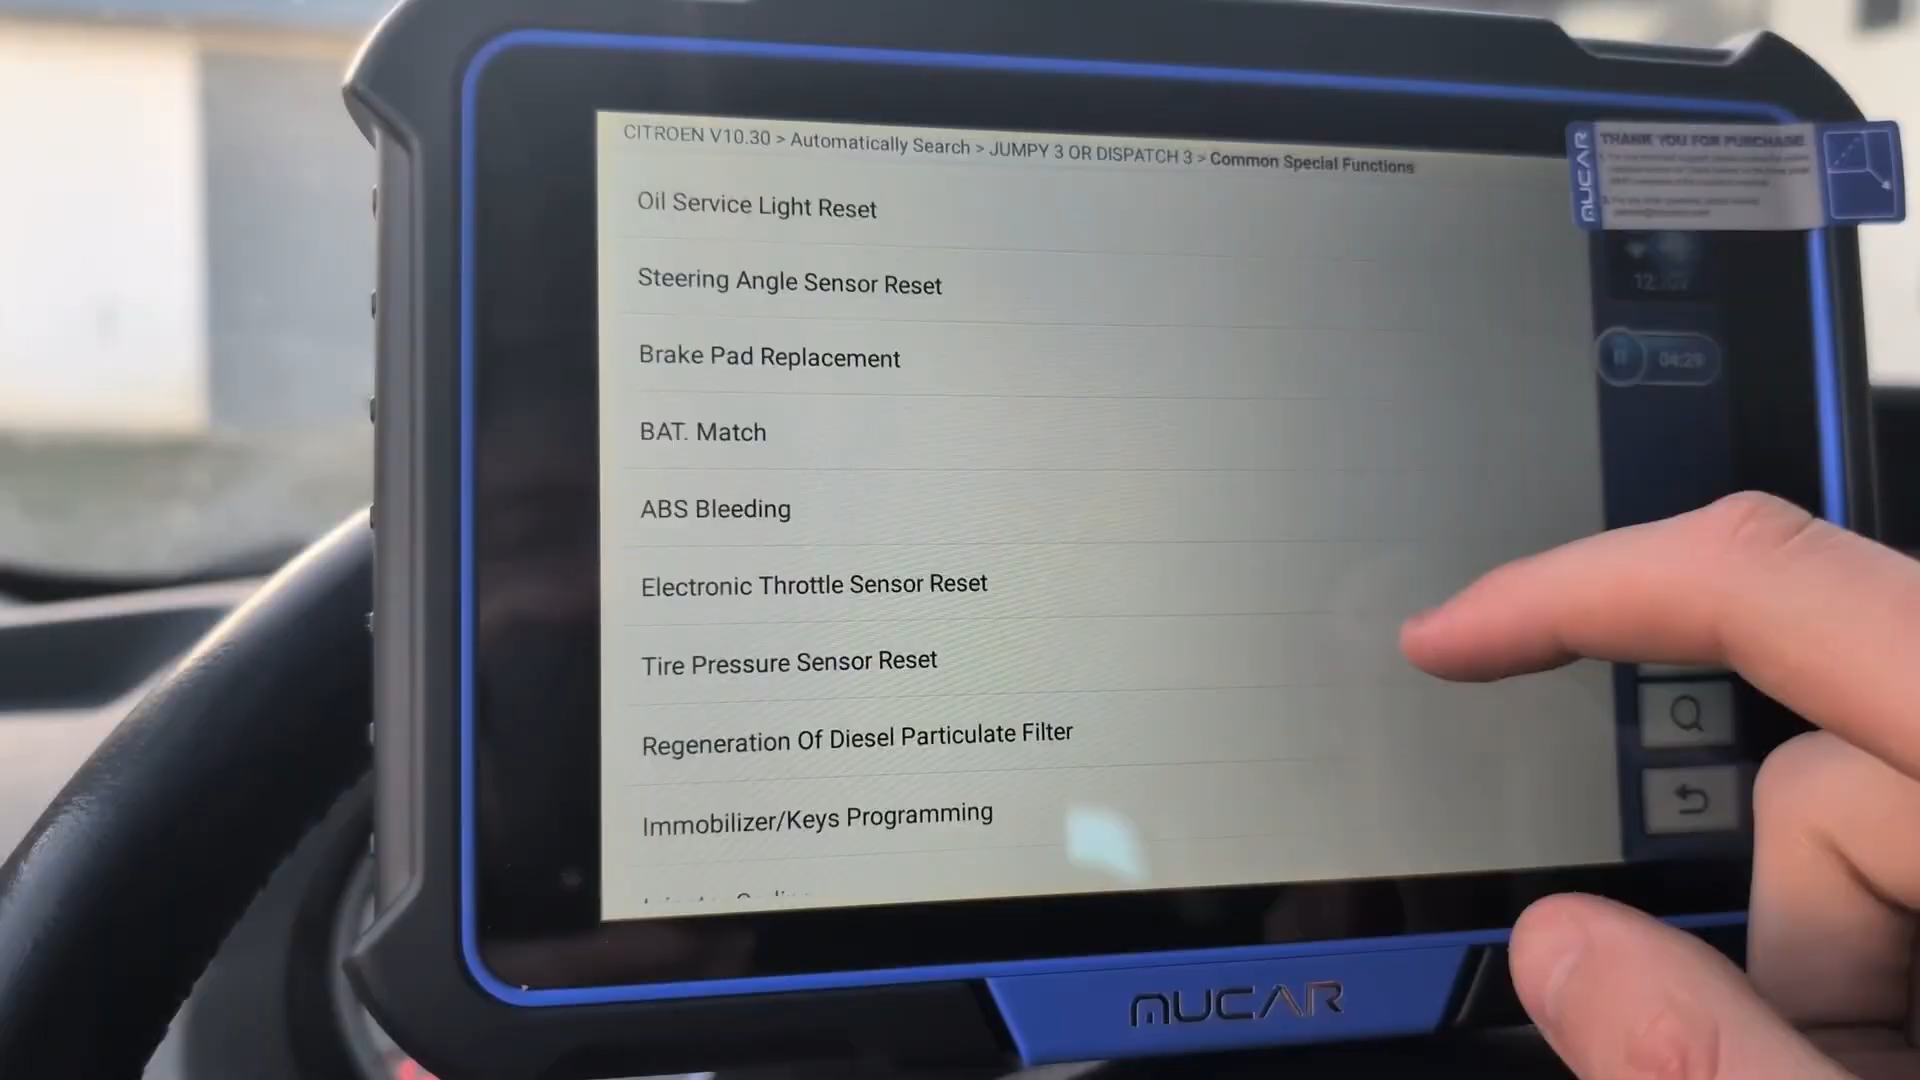 CITROEN V10.30 > Automatically Search > JUMPY 3 OR DISPATCH 3 > Common Special Functions
MUCAR
THANK YOU FOR PURCHASE
Oil Service Light Reset
Steering Angle Sensor Reset
04:29
Brake Pad Replacement
BAT. Match
ABS Bleeding
Electronic Throttle Sensor Reset
Tire Pressure Sensor Reset
Regeneration Of Diesel Particulate Filter
Immobilizer/Keys Programming
MUCAR